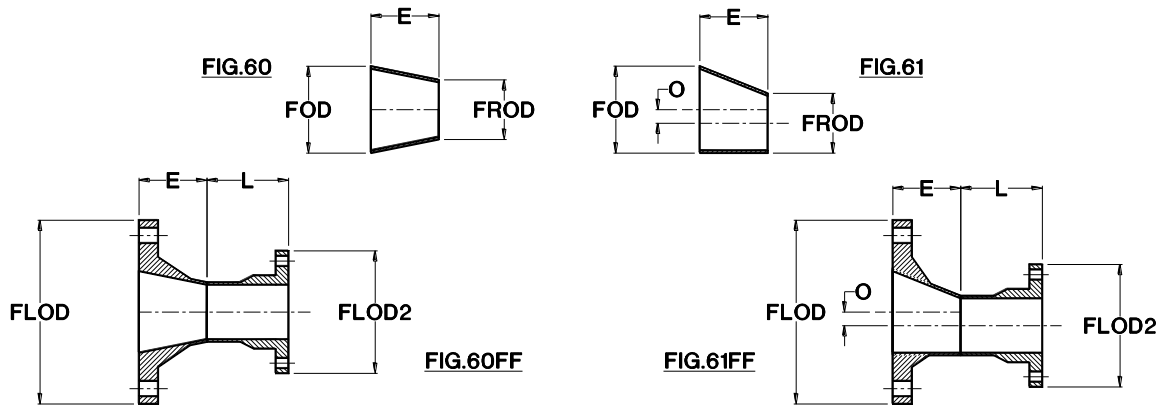 E
FIG.60
FOD
FROD
E
FIG.61
O
FOD
FROD
E
L
FLOD
FLOD2
FIG.60FF
E
L
O
FLOD
FLOD2
FIG.61FF